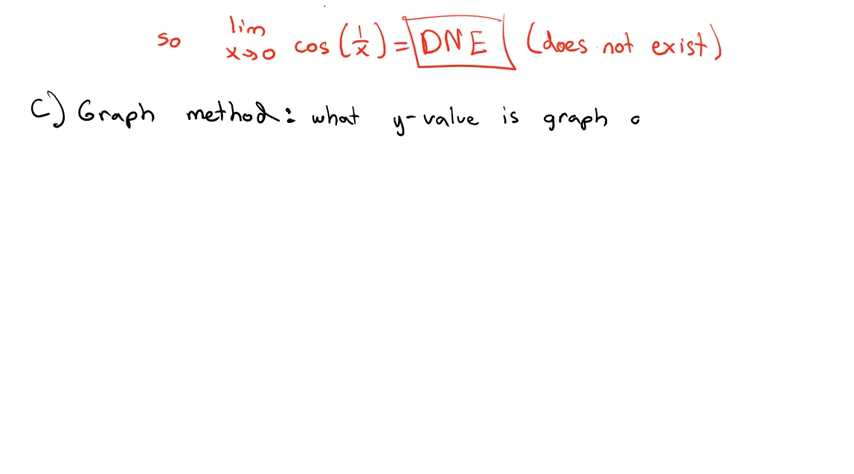 so lim x→0 cos(1/x) = DNE (does not exist)
C) Graph method: what y-value is graph a